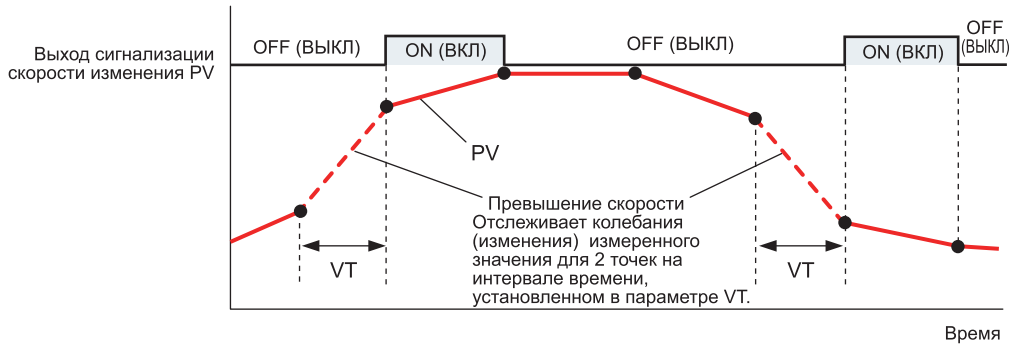 OFF (ВЫКЛ)
ON (ВКЛ)
OFF (ВЫКЛ)
ON (ВКЛ)
OFF
(ВЫКЛ)
Выход сигнализации
скорости изменения PV
PV
Превышение скорости
Отслеживает колебания
(изменения) измеренного
значения для 2 точек на
интервале времени,
установленном в параметре VT.
VT
VT
Время